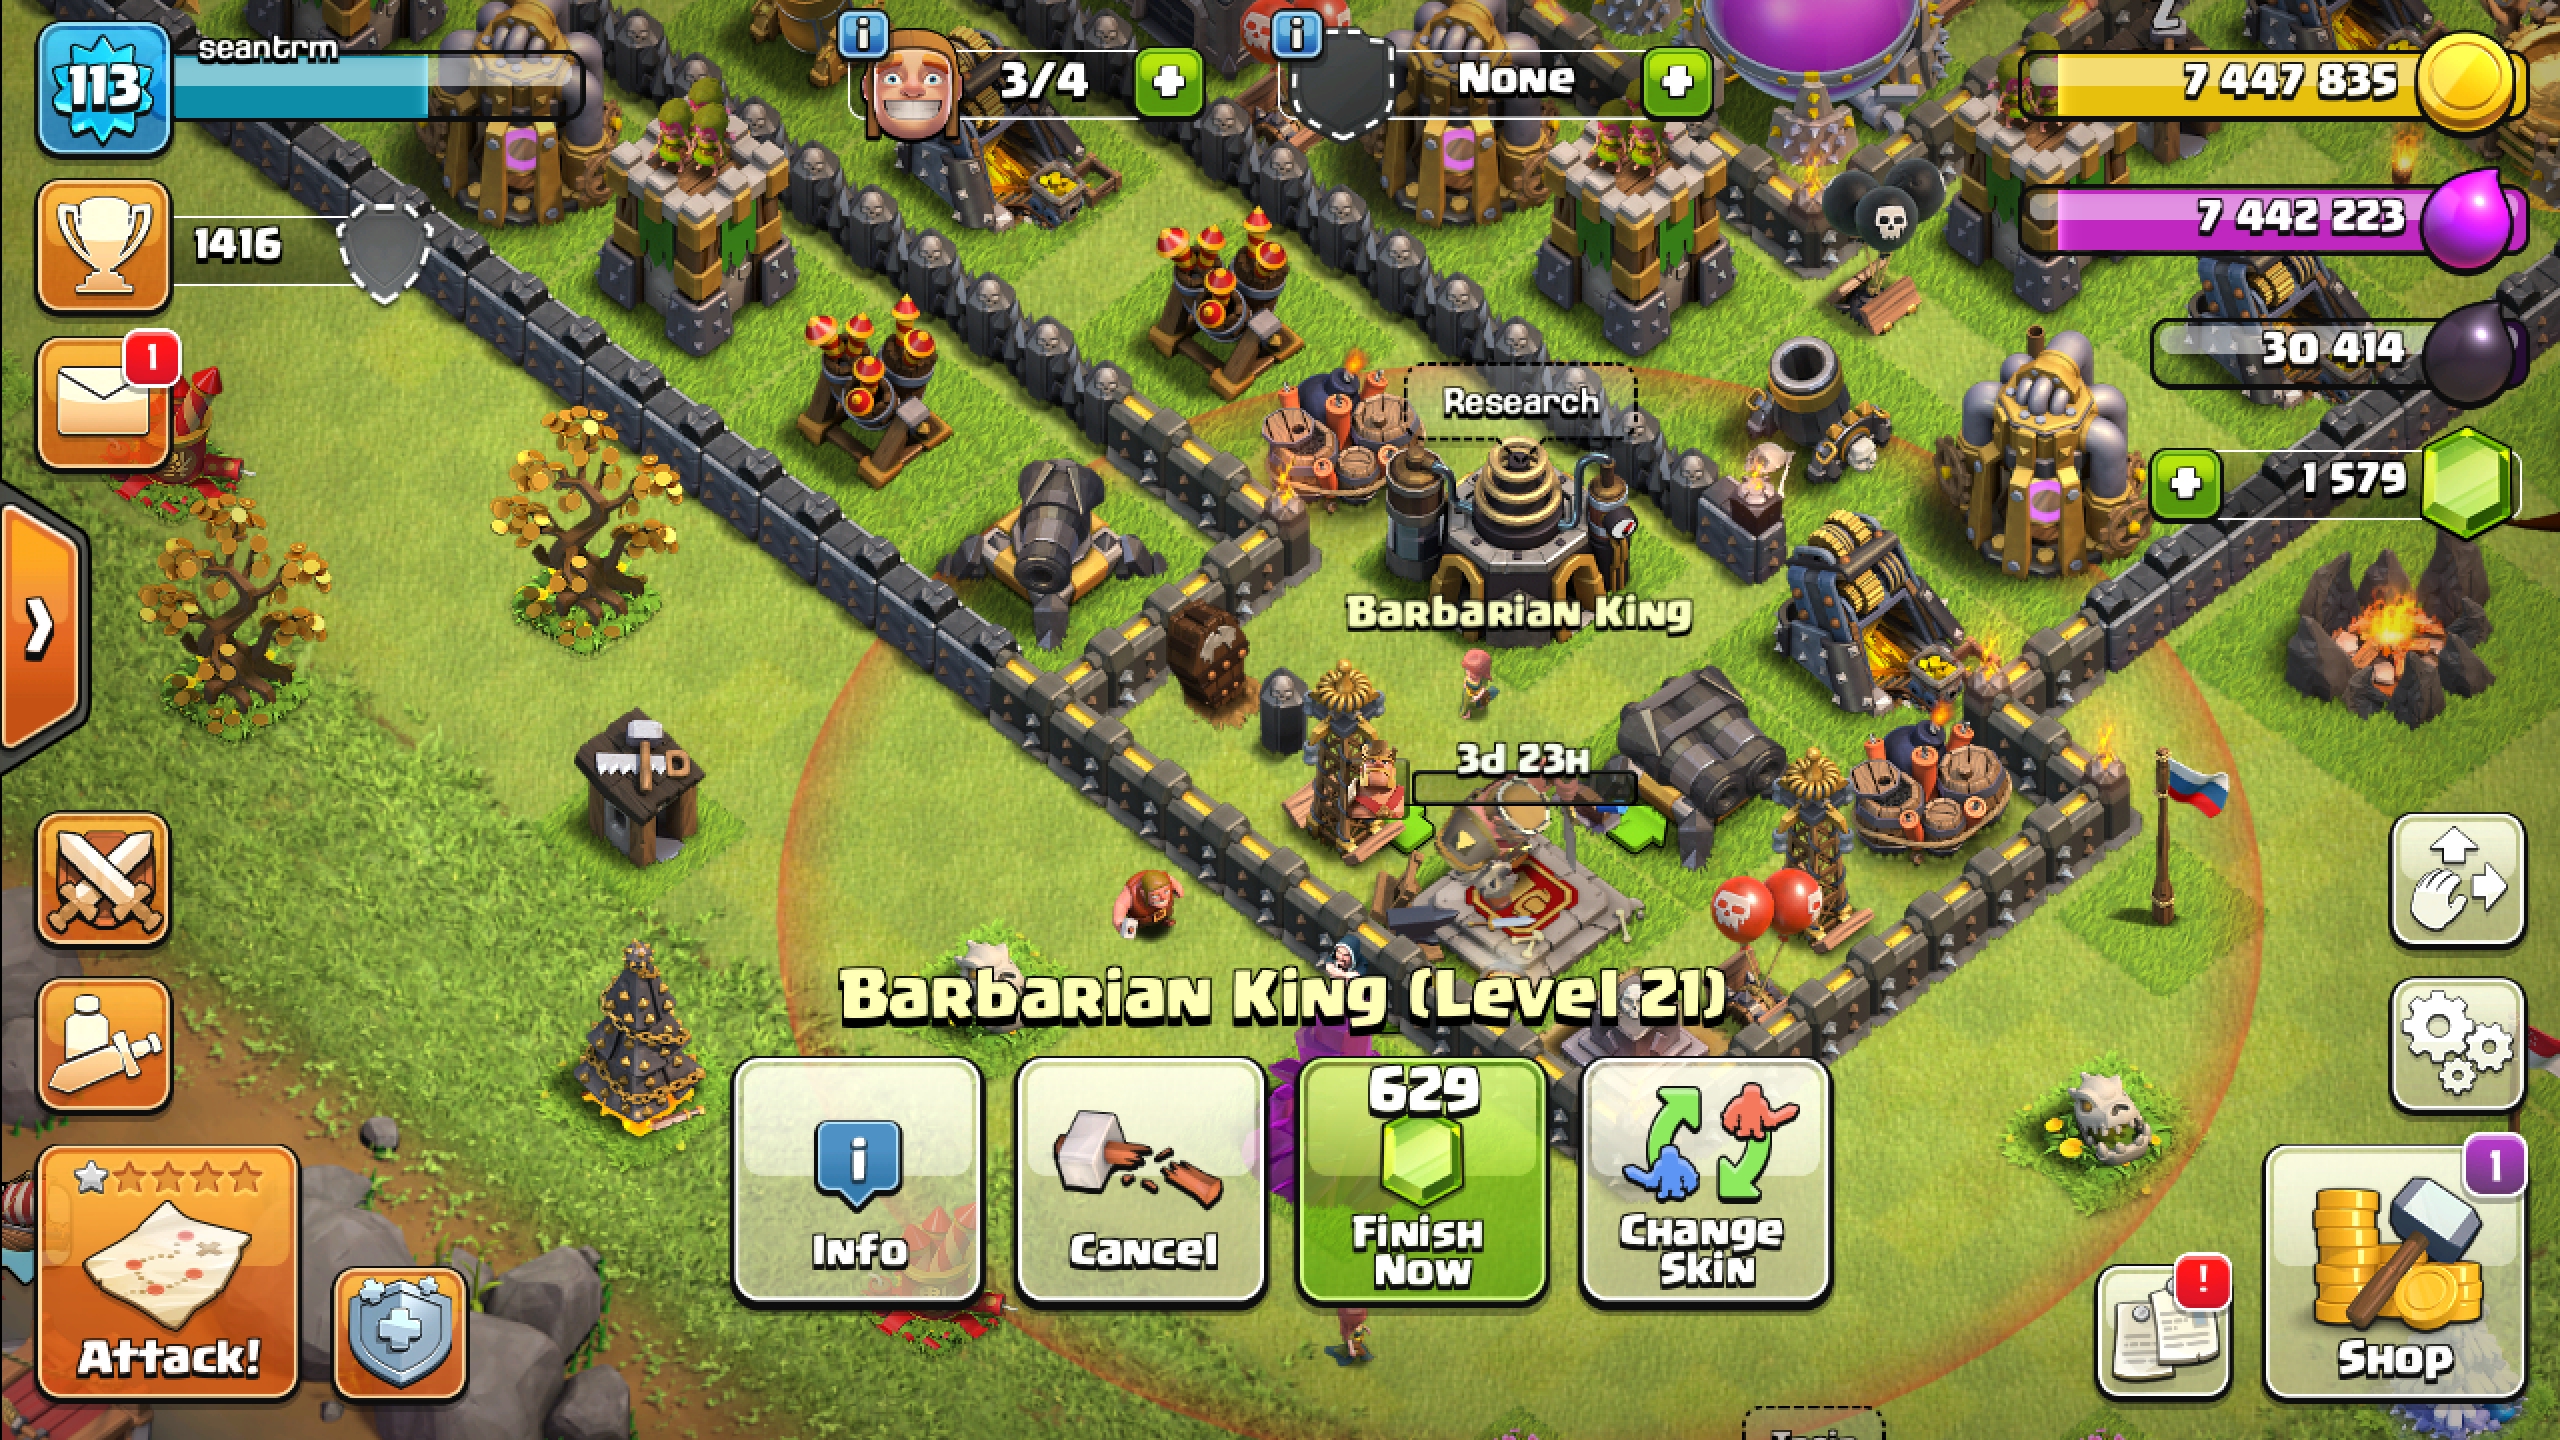 113
seantrm
3/4
None
7 447 835
1416
7 442 223
1
30 414
Research
1 579
Barbarian King
3d 23h
Barbarian King (Level 21)
629
Info
Cancel
Finish
Now
Change
Skin
1
!
Attack!
Shop